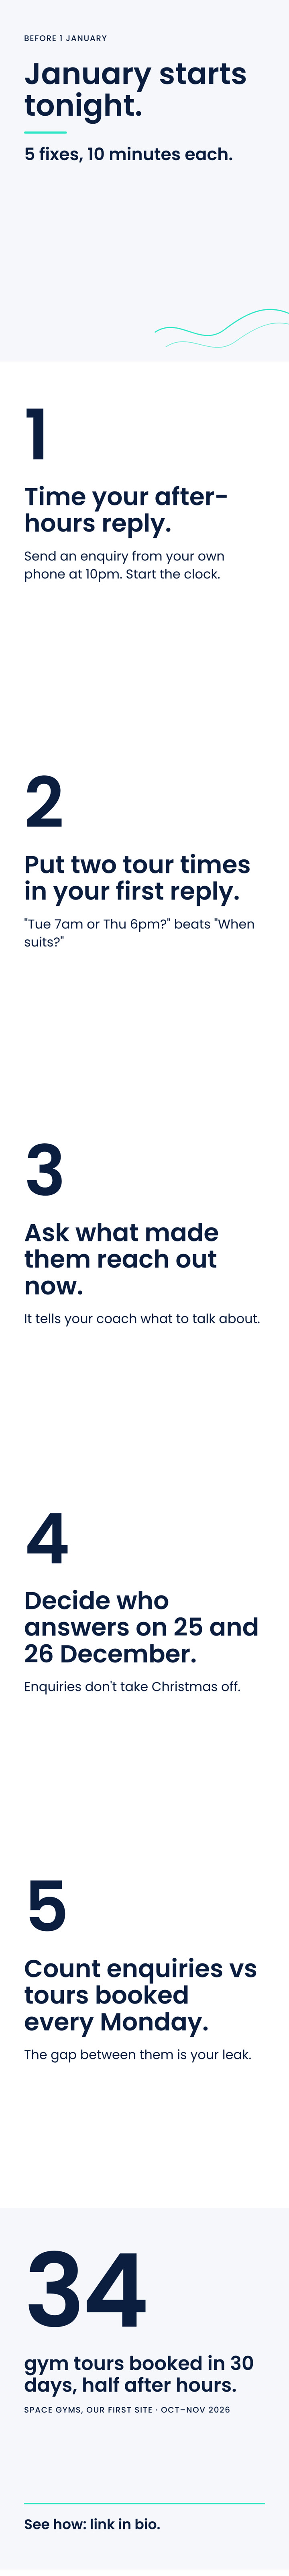 BEFORE 1 JANUARY
January starts
tonight.
5 fixes, 10 minutes each.
1
Time your after-
hours reply.
Send an enquiry from your own
phone at 10pm. Start the clock.
2
Put two tour times
in your first reply.
"Tue 7am or Thu 6pm?" beats "When
suits?"
3
Ask what made
them reach out
now.
It tells your coach what to talk about.
4
Decide who
answers on 25 and
26 December.
Enquiries don't take Christmas off.
5
Count enquiries vs
tours booked
every Monday.
The gap between them is your leak.
34
gym tours booked in 30
days, half after hours.
SPACE GYMS, OUR FIRST SITE · OCT–NOV 2026
See how: link in bio.